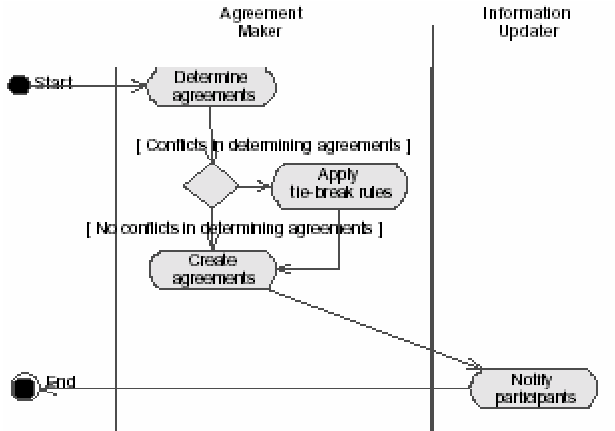 Agreement
Maker
Information
Updater
Start
Determine
agreements
[ Conflicts in determining agreements ]
Apply
tie-break rules
[ No conflicts in determining agreements ]
Create
agreements
End
Notify
participants